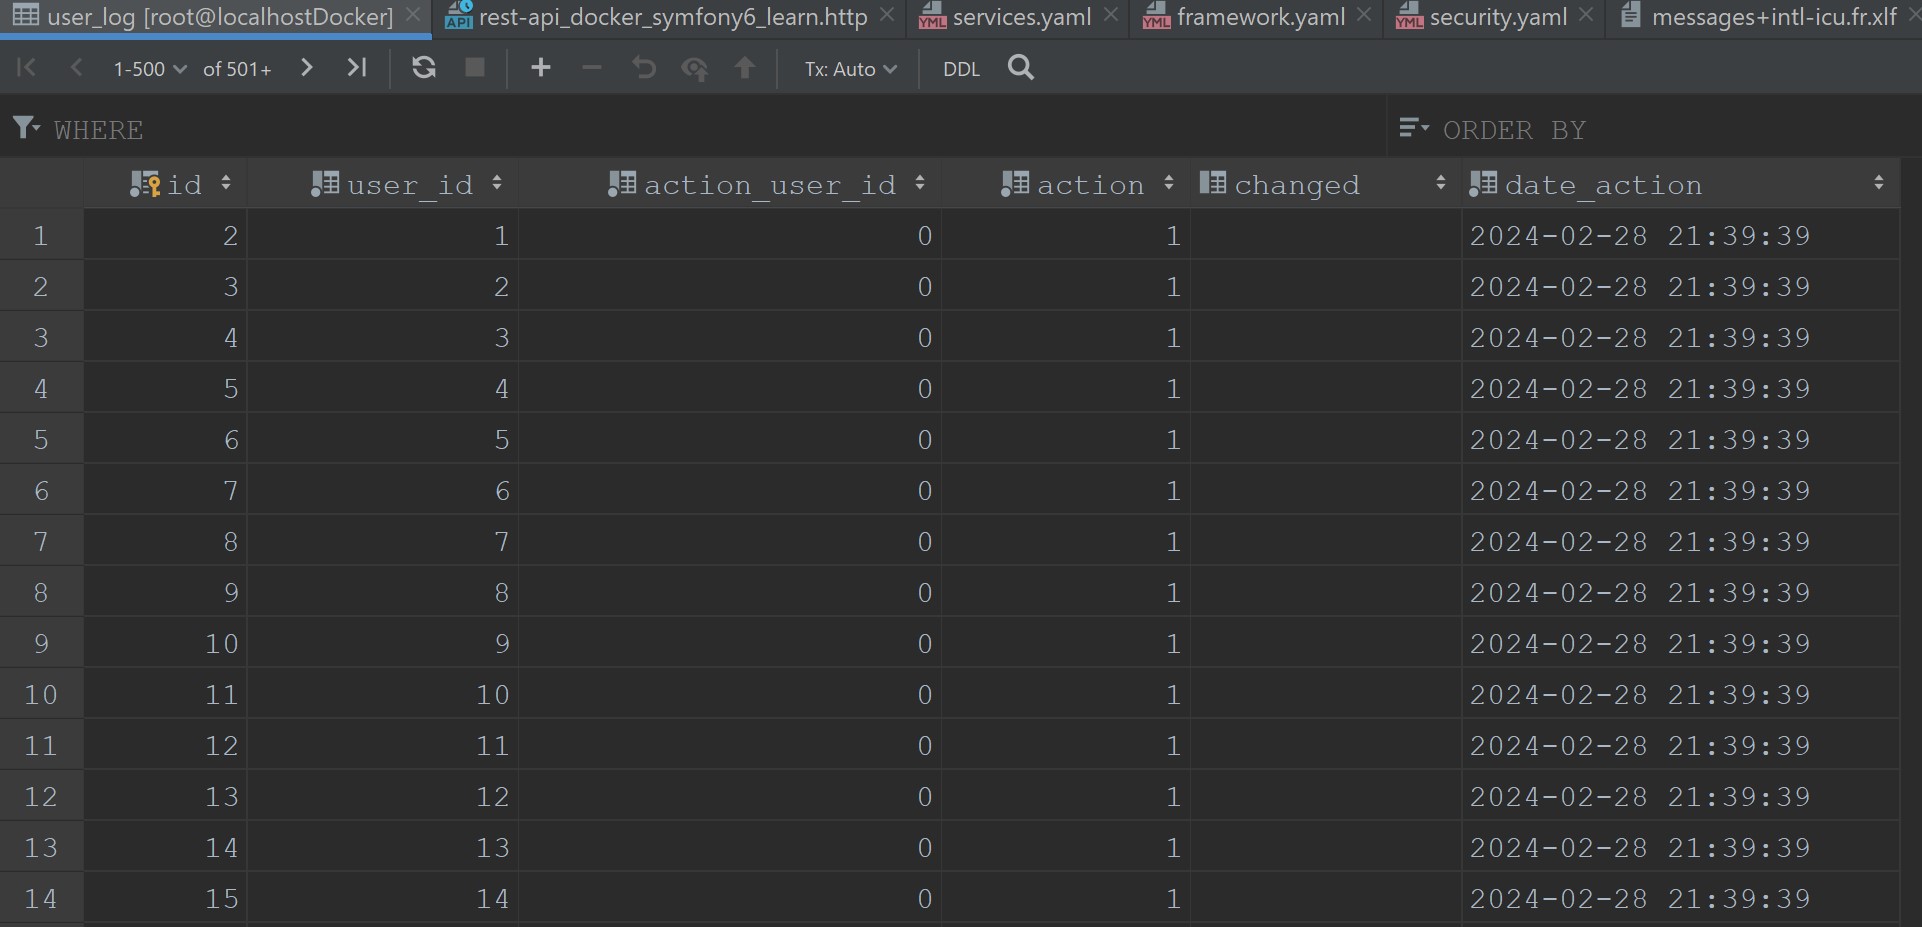 user_log [root@localhostDocker] API rest-api_docker_symfony6_learn.http YML services.yaml YML framework.yaml YML security.yaml messages+intl-icu.fr.xlf
1-500 of 501+ Tx: Auto DDL
WHERE ORDER BY
id user_id action_user_id action changed date_action
1 2 1 0 1 2024-02-28 21:39:39
2 3 2 0 1 2024-02-28 21:39:39
3 4 3 0 1 2024-02-28 21:39:39
4 5 4 0 1 2024-02-28 21:39:39
5 6 5 0 1 2024-02-28 21:39:39
6 7 6 0 1 2024-02-28 21:39:39
7 8 7 0 1 2024-02-28 21:39:39
8 9 8 0 1 2024-02-28 21:39:39
9 10 9 0 1 2024-02-28 21:39:39
10 11 10 0 1 2024-02-28 21:39:39
11 12 11 0 1 2024-02-28 21:39:39
12 13 12 0 1 2024-02-28 21:39:39
13 14 13 0 1 2024-02-28 21:39:39
14 15 14 0 1 2024-02-28 21:39:39